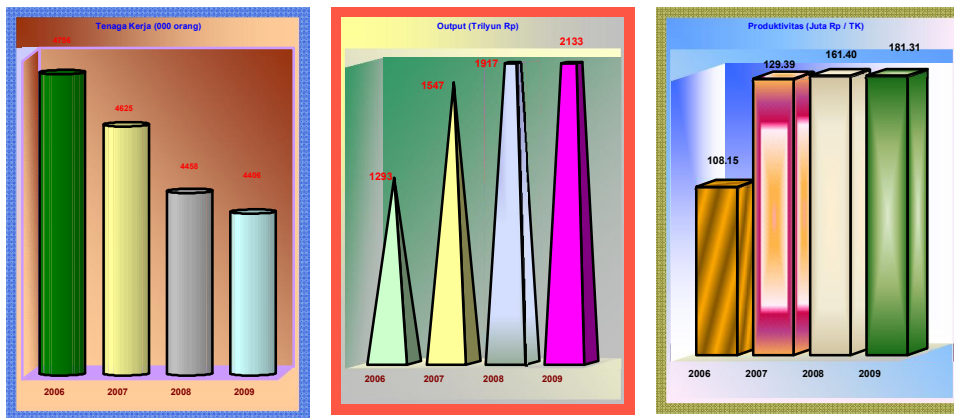 Tenaga Kerja (000 orang)
4625
4458
4406
2006 2007 2008 2009
Output (Trilyun Rp)
2133
1917
1547
1293
2006 2007 2008 2009
Produktivitas (Juta Rp / TK)
181.31
161.40
129.39
108.15
2006 2007 2008 2009